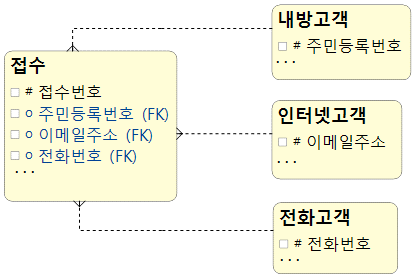 접수
# 접수번호
o 주민등록번호 (FK)
o 이메일주소 (FK)
o 전화번호 (FK)
...
내방고객
# 주민등록번호
...
인터넷고객
# 이메일주소
...
전화고객
# 전화번호
...